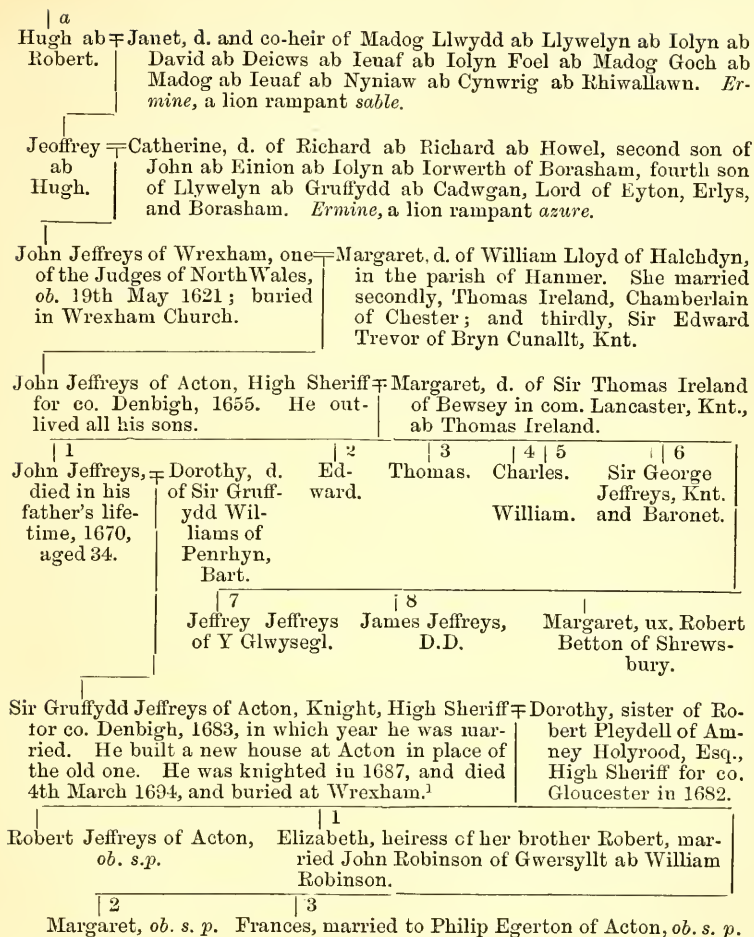 a
Hugh ab Janet, d. and co-heir of Madog Llwydd ab Llywelyn ab Iolyn ab
Robert. David ab Deicws ab Ieuaf ab Iolyn Foel ab Madog Goch ab
Madog ab Ieuaf ab Nyniaw ab Cynwrig ab Rhiwallawn. Er-
mine, a lion rampant sable.
Jeoffrey Catherine, d. of Richard ab Richard ab Howel, second son of
ab John ab Einion ab Iolyn ab Iorwerth of Borasham, fourth son
Hugh. of Llywelyn ab Gruffydd ab Cadwgan, Lord of Eyton, Erlys,
and Borasham. Ermine, a lion rampant azure.
John Jeffreys of Wrexham, one Margaret, d. of William Lloyd of Halchdyn,
of the Judges of North Wales, in the parish of Hanmer. She married
ob. 19th May 1621; buried secondly, Thomas Ireland, Chamberlain
in Wrexham Church. of Chester; and thirdly, Sir Edward
Trevor of Bryn Cunallt, Knt.
John Jeffreys of Acton, High Sheriff Margaret, d. of Sir Thomas Ireland
for co. Denbigh, 1655. He out- of Bewsey in com. Lancaster, Knt.,
lived all his sons. ab Thomas Ireland.
1 2 3 4 5 6
John Jeffreys, Dorothy, d. Ed- Thomas. Charles. Sir George
died in his of Sir Gruff- ward. Jeffreys, Knt.
father's life- ydd Wil- William. and Baronet.
time, 1670, liams of
aged 34. Penrhyn,
Bart.
7 8
Jeffrey Jeffreys James Jeffreys, Margaret, ux. Robert
of Y Glwysegl. D.D. Betton of Shrews-
bury.
Sir Gruffydd Jeffreys of Acton, Knight, High Sheriff Dorothy, sister of Ro-
tor co. Denbigh, 1683, in which year he was mar- bert Pleydell of Am-
ried. He built a new house at Acton in place of ney Holyrood, Esq.,
the old one. He was knighted in 1687, and died High Sheriff for co.
4th March 1694, and buried at Wrexham.¹ Gloucester in 1682.
1
Robert Jeffreys of Acton, Elizabeth, heiress of her brother Robert, mar-
ob. s.p. ried John Robinson of Gwersyllt ab William
Robinson.
2 3
Margaret, ob. s. p. Frances, married to Philip Egerton of Acton, ob. s. p.